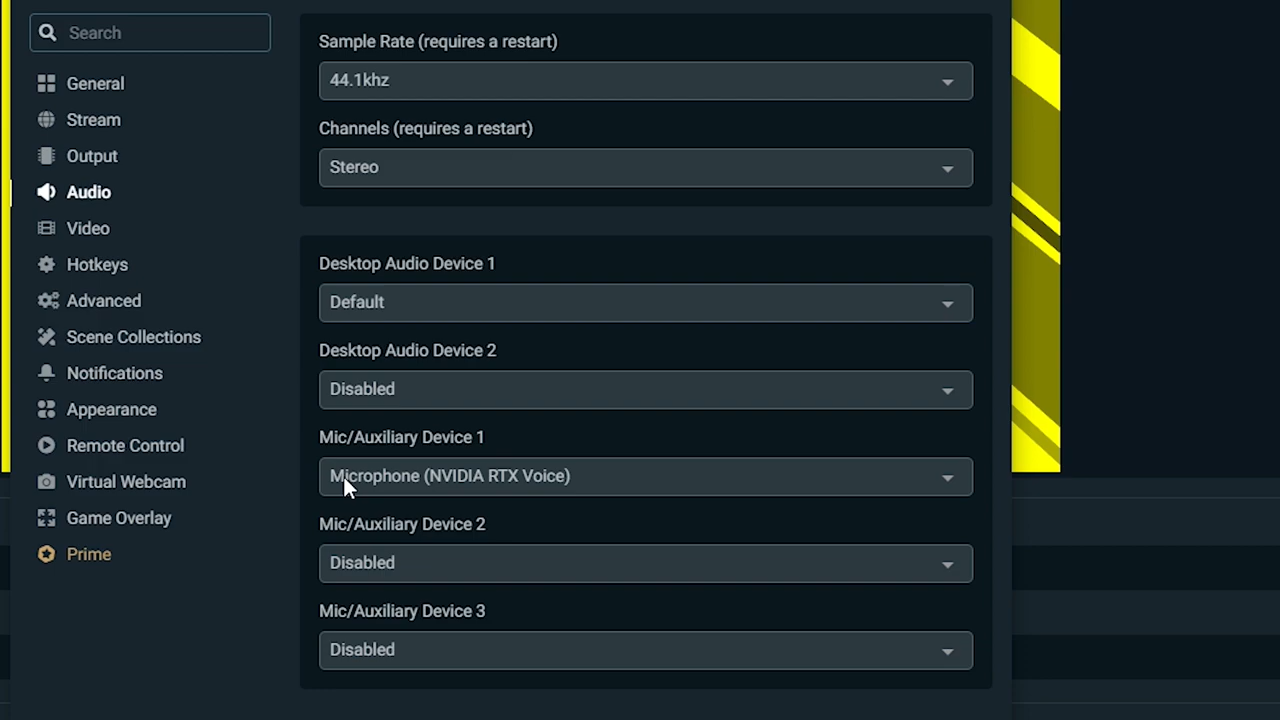 Search
General
Stream
Output
Audio
Video
Hotkeys
Advanced
Scene Collections
Notifications
Appearance
Remote Control
Virtual Webcam
Game Overlay
Prime
Sample Rate (requires a restart)
44.1khz
Channels (requires a restart)
Stereo
Desktop Audio Device 1
Default
Desktop Audio Device 2
Disabled
Mic/Auxiliary Device 1
Microphone (NVIDIA RTX Voice)
Mic/Auxiliary Device 2
Disabled
Mic/Auxiliary Device 3
Disabled